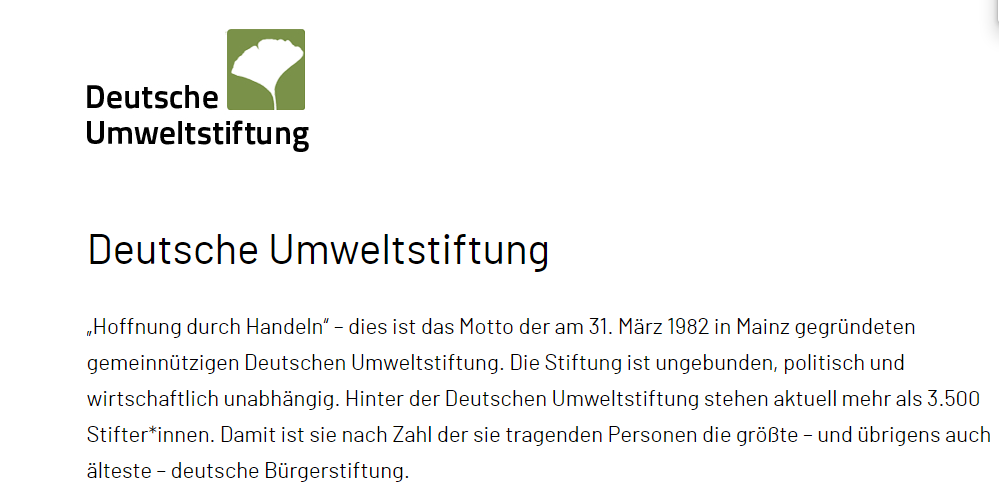 Deutsche
Umweltstiftung
Deutsche Umweltstiftung
„Hoffnung durch Handeln“ – dies ist das Motto der am 31. März 1982 in Mainz gegründeten
gemeinnützigen Deutschen Umweltstiftung. Die Stiftung ist ungebunden, politisch und
wirtschaftlich unabhängig. Hinter der Deutschen Umweltstiftung stehen aktuell mehr als 3.500
Stifter*innen. Damit ist sie nach Zahl der sie tragenden Personen die größte – und übrigens auch
älteste – deutsche Bürgerstiftung.